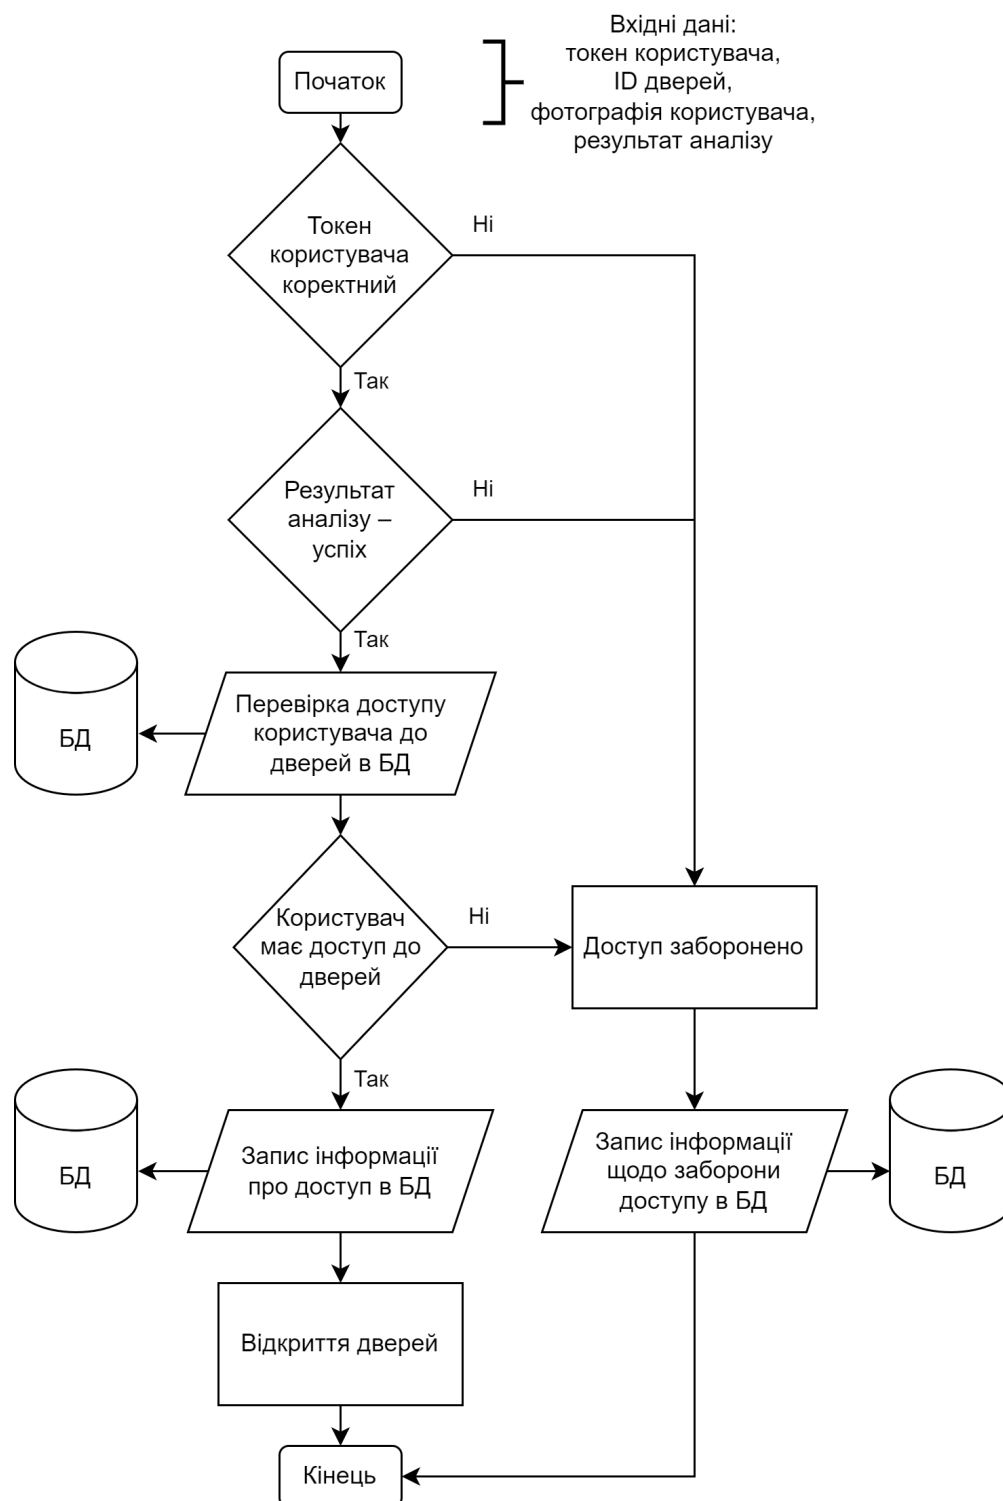 Вхідні дані:
токен користувача,
ID дверей,
фотографія користувача,
результат аналізу
Початок
Токен
користувача
коректний
Ні
Так
Результат
аналізу –
успіх
Ні
Так
Перевірка доступу
користувача до
дверей в БД
БД
Користувач
має доступ до
дверей
Ні
Доступ заборонено
Так
Запис інформації
про доступ в БД
БД
Запис інформації
щодо заборони
доступу в БД
БД
Відкриття дверей
Кінець